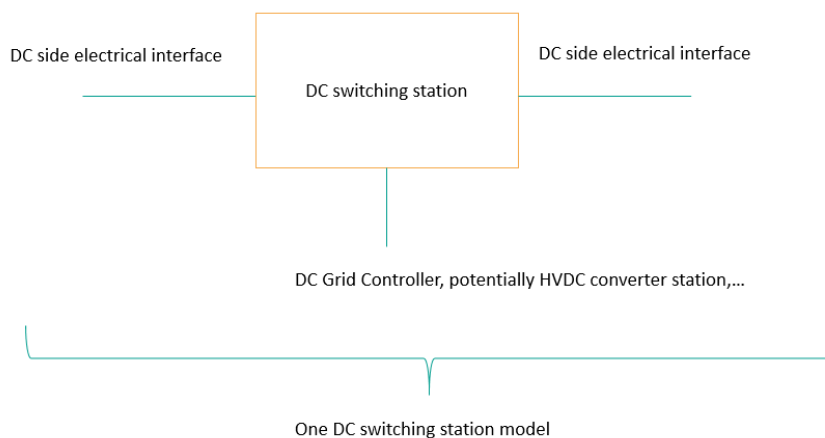 DC side electrical interface
DC side electrical interface
DC switching station
DC Grid Controller, potentially HVDC converter station,...
One DC switching station model